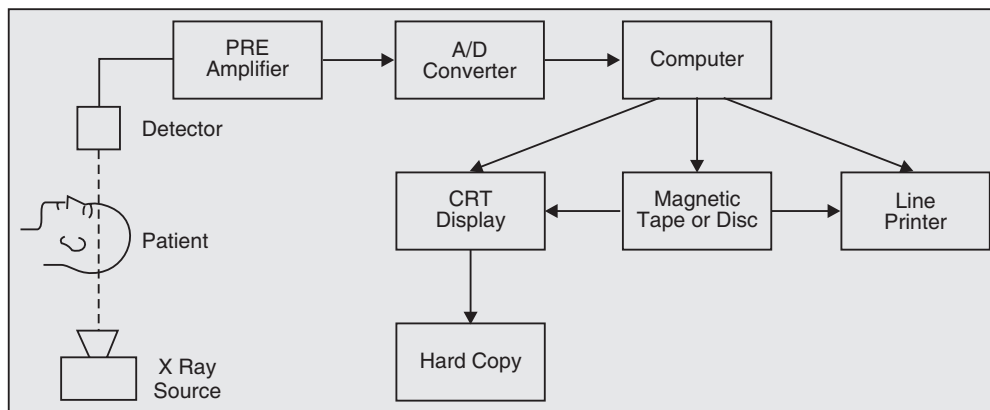 PRE
Amplifier
A/D
Converter
Computer
Detector
CRT
Display
Magnetic
Tape or Disc
Line
Printer
Patient
Hard Copy
X Ray
Source